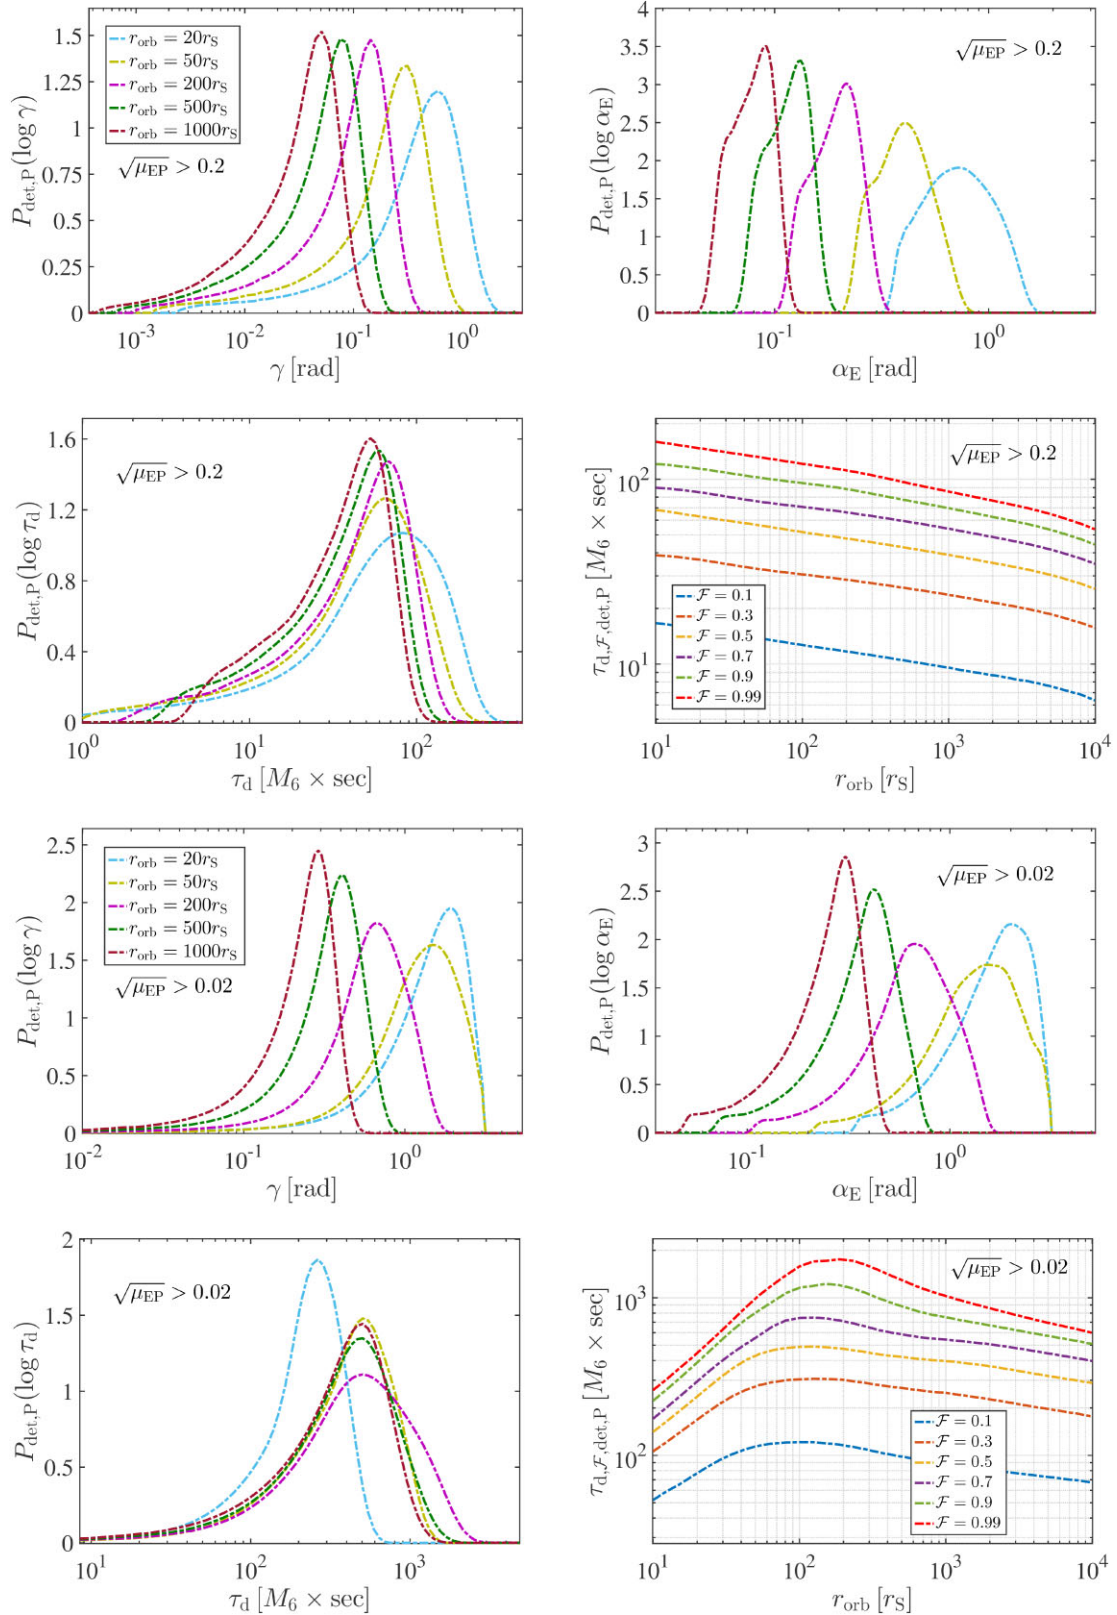 P_det,P(log γ)
1.5
1.25
1
0.75
0.5
0.25
0
r_orb = 20r_S
r_orb = 50r_S
r_orb = 200r_S
r_orb = 500r_S
r_orb = 1000r_S
√μ_EP > 0.2
10^-3 10^-2 10^-1 10^0
γ [rad]
P_det,P(log α_E)
4
3.5
3
2.5
2
1.5
1
0.5
0
√μ_EP > 0.2
10^-1 10^0
α_E [rad]
P_det,P(log τ_d)
1.6
1.2
0.8
0.4
0
√μ_EP > 0.2
10^0 10^1 10^2
τ_d [M_6 × sec]
τ_d,ℱ,det,P [M_6 × sec]
10^2
10^1
√μ_EP > 0.2
ℱ = 0.1
ℱ = 0.3
ℱ = 0.5
ℱ = 0.7
ℱ = 0.9
ℱ = 0.99
10^1 10^2 10^3 10^4
r_orb [r_S]
P_det,P(log γ)
2.5
2
1.5
1
0.5
0
r_orb = 20r_S
r_orb = 50r_S
r_orb = 200r_S
r_orb = 500r_S
r_orb = 1000r_S
√μ_EP > 0.02
10^-2 10^-1 10^0
γ [rad]
P_det,P(log α_E)
3
2.5
2
1.5
1
0.5
0
√μ_EP > 0.02
10^-1 10^0
α_E [rad]
P_det,P(log τ_d)
2
1.5
1
0.5
0
√μ_EP > 0.02
10^1 10^2 10^3
τ_d [M_6 × sec]
τ_d,ℱ,det,P [M_6 × sec]
10^3
10^2
√μ_EP > 0.02
ℱ = 0.1
ℱ = 0.3
ℱ = 0.5
ℱ = 0.7
ℱ = 0.9
ℱ = 0.99
10^1 10^2 10^3 10^4
r_orb [r_S]